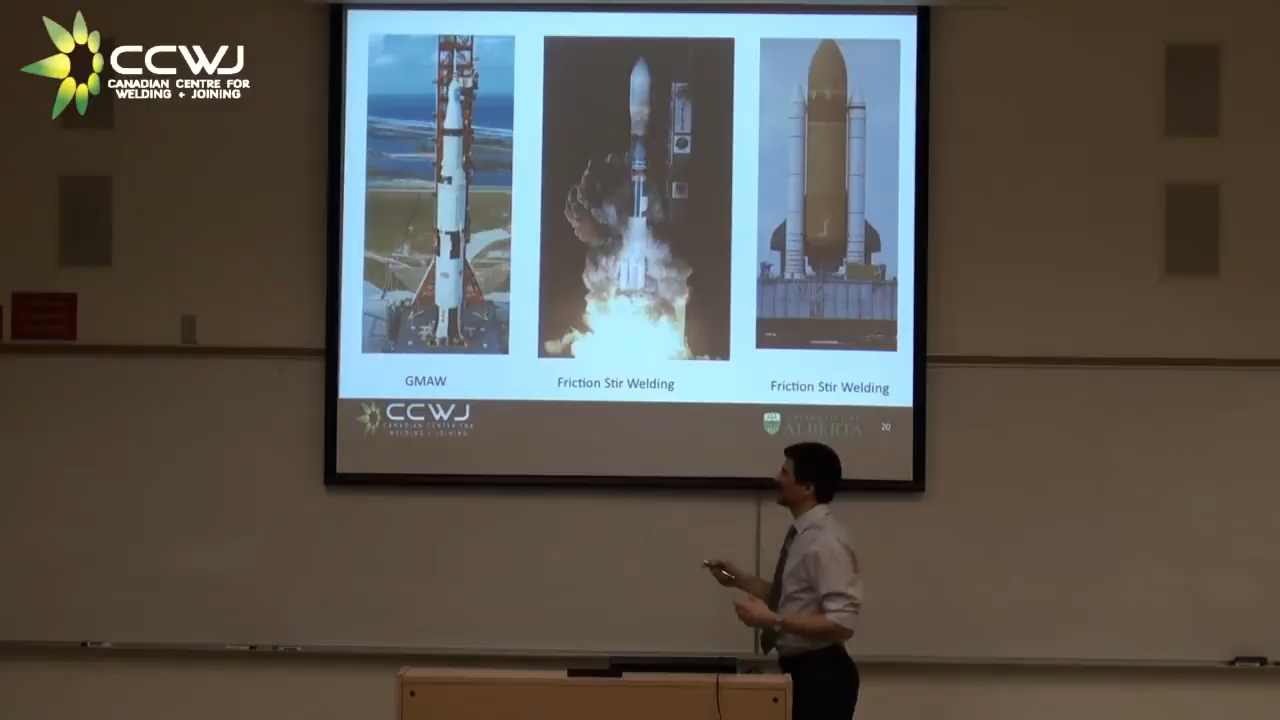 CCWJ
CANADIAN CENTRE FOR
WELDING + JOINING
GMAW
Friction Stir Welding
Friction Stir Welding
CCWJ
CANADIAN CENTRE FOR
WELDING + JOINING
UNIVERSITY OF
ALBERTA
20